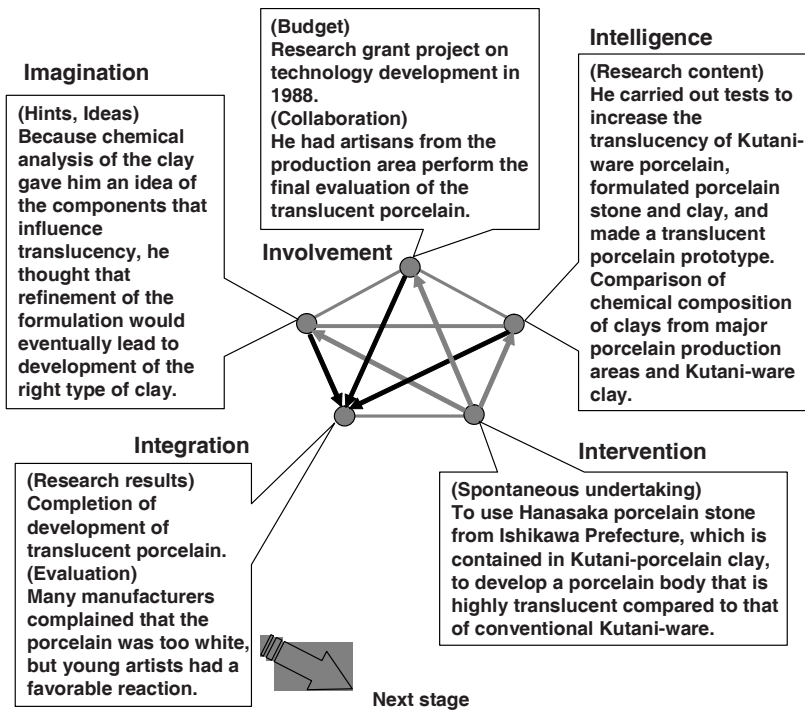 Imagination
(Hints, Ideas)
Because chemical
analysis of the clay
gave him an idea of
the components that
influence
translucency, he
thought that
refinement of the
formulation would
eventually lead to
development of the
right type of clay.
(Budget)
Research grant project on
technology development in
1988.
(Collaboration)
He had artisans from the
production area perform the
final evaluation of the
translucent porcelain.
Involvement
Intelligence
(Research content)
He carried out tests to
increase the
translucency of Kutani-
ware porcelain,
formulated porcelain
stone and clay, and
made a translucent
porcelain prototype.
Comparison of
chemical composition
of clays from major
porcelain production
areas and Kutani-ware
clay.
Integration
(Research results)
Completion of
development of
translucent porcelain.
(Evaluation)
Many manufacturers
complained that the
porcelain was too white,
but young artists had a
favorable reaction.
Intervention
(Spontaneous undertaking)
To use Hanasaka porcelain stone
from Ishikawa Prefecture, which is
contained in Kutani-porcelain clay,
to develop a porcelain body that is
highly translucent compared to that
of conventional Kutani-ware.
Next stage